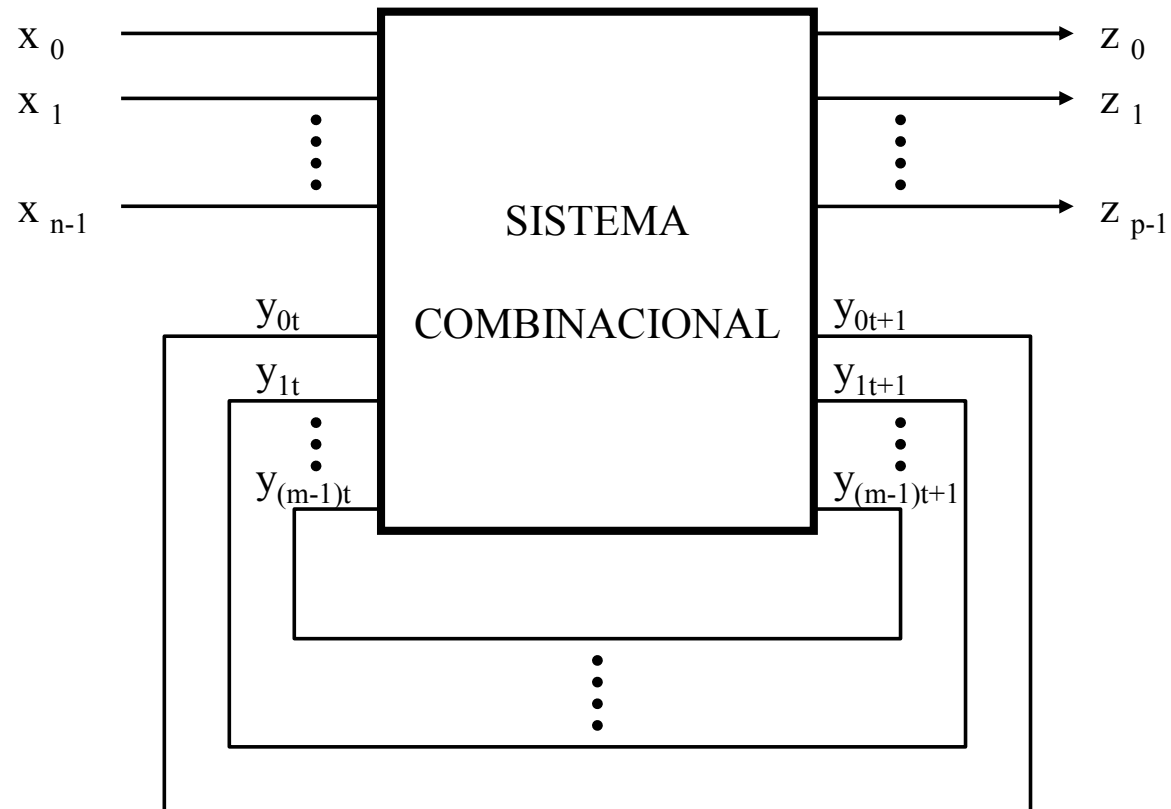 x 0
z 0
x 1
z 1
x n-1
z p-1
SISTEMA
COMBINACIONAL
y0t
y0t+1
y1t
y1t+1
y(m-1)t
y(m-1)t+1